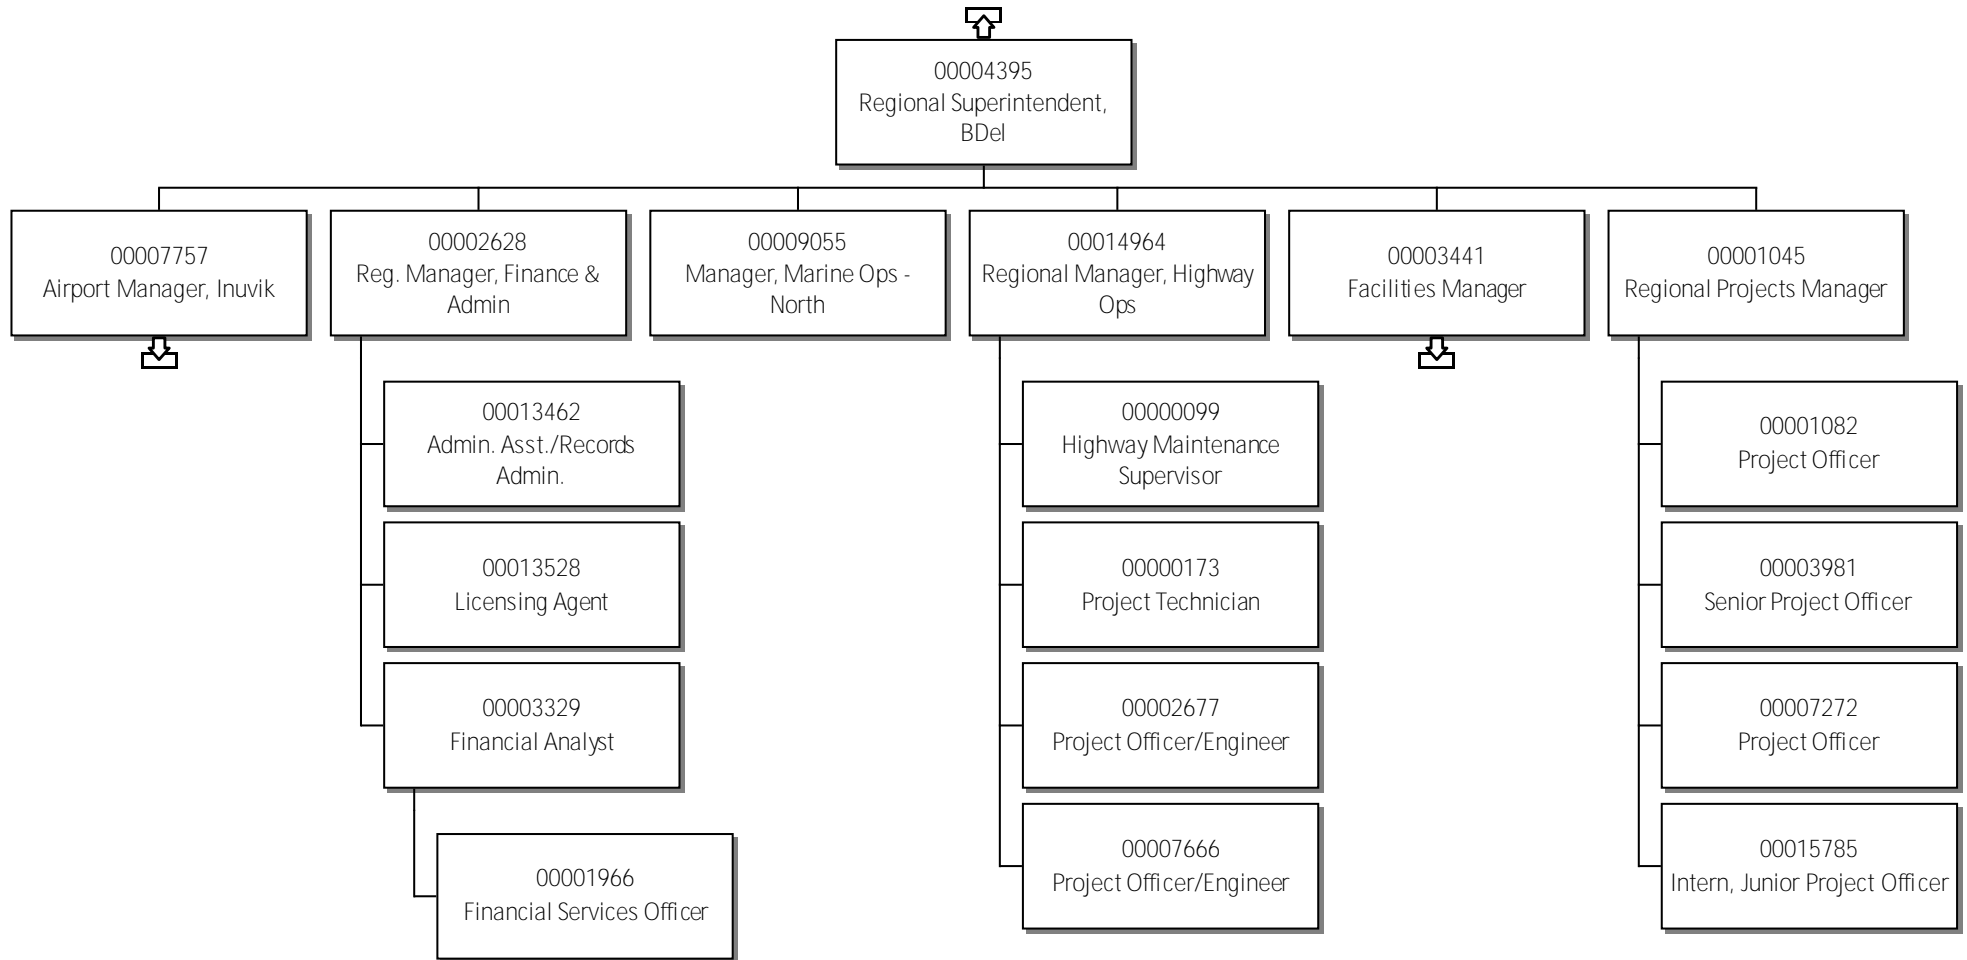 00004395
Regional Superintendent,
BDel
00007757
Airport Manager, Inuvik
00002628
Reg. Manager, Finance &
Admin
00009055
Manager, Marine Ops -
North
00014964
Regional Manager, Highway
Ops
00003441
Facilities Manager
00001045
Regional Projects Manager
00013462
Admin. Asst./Records
Admin.
00013528
Licensing Agent
00003329
Financial Analyst
00001966
Financial Services Officer
00000099
Highway Maintenance
Supervisor
00000173
Project Technician
00002677
Project Officer/Engineer
00007666
Project Officer/Engineer
00001082
Project Officer
00003981
Senior Project Officer
00007272
Project Officer
00015785
Intern, Junior Project Officer